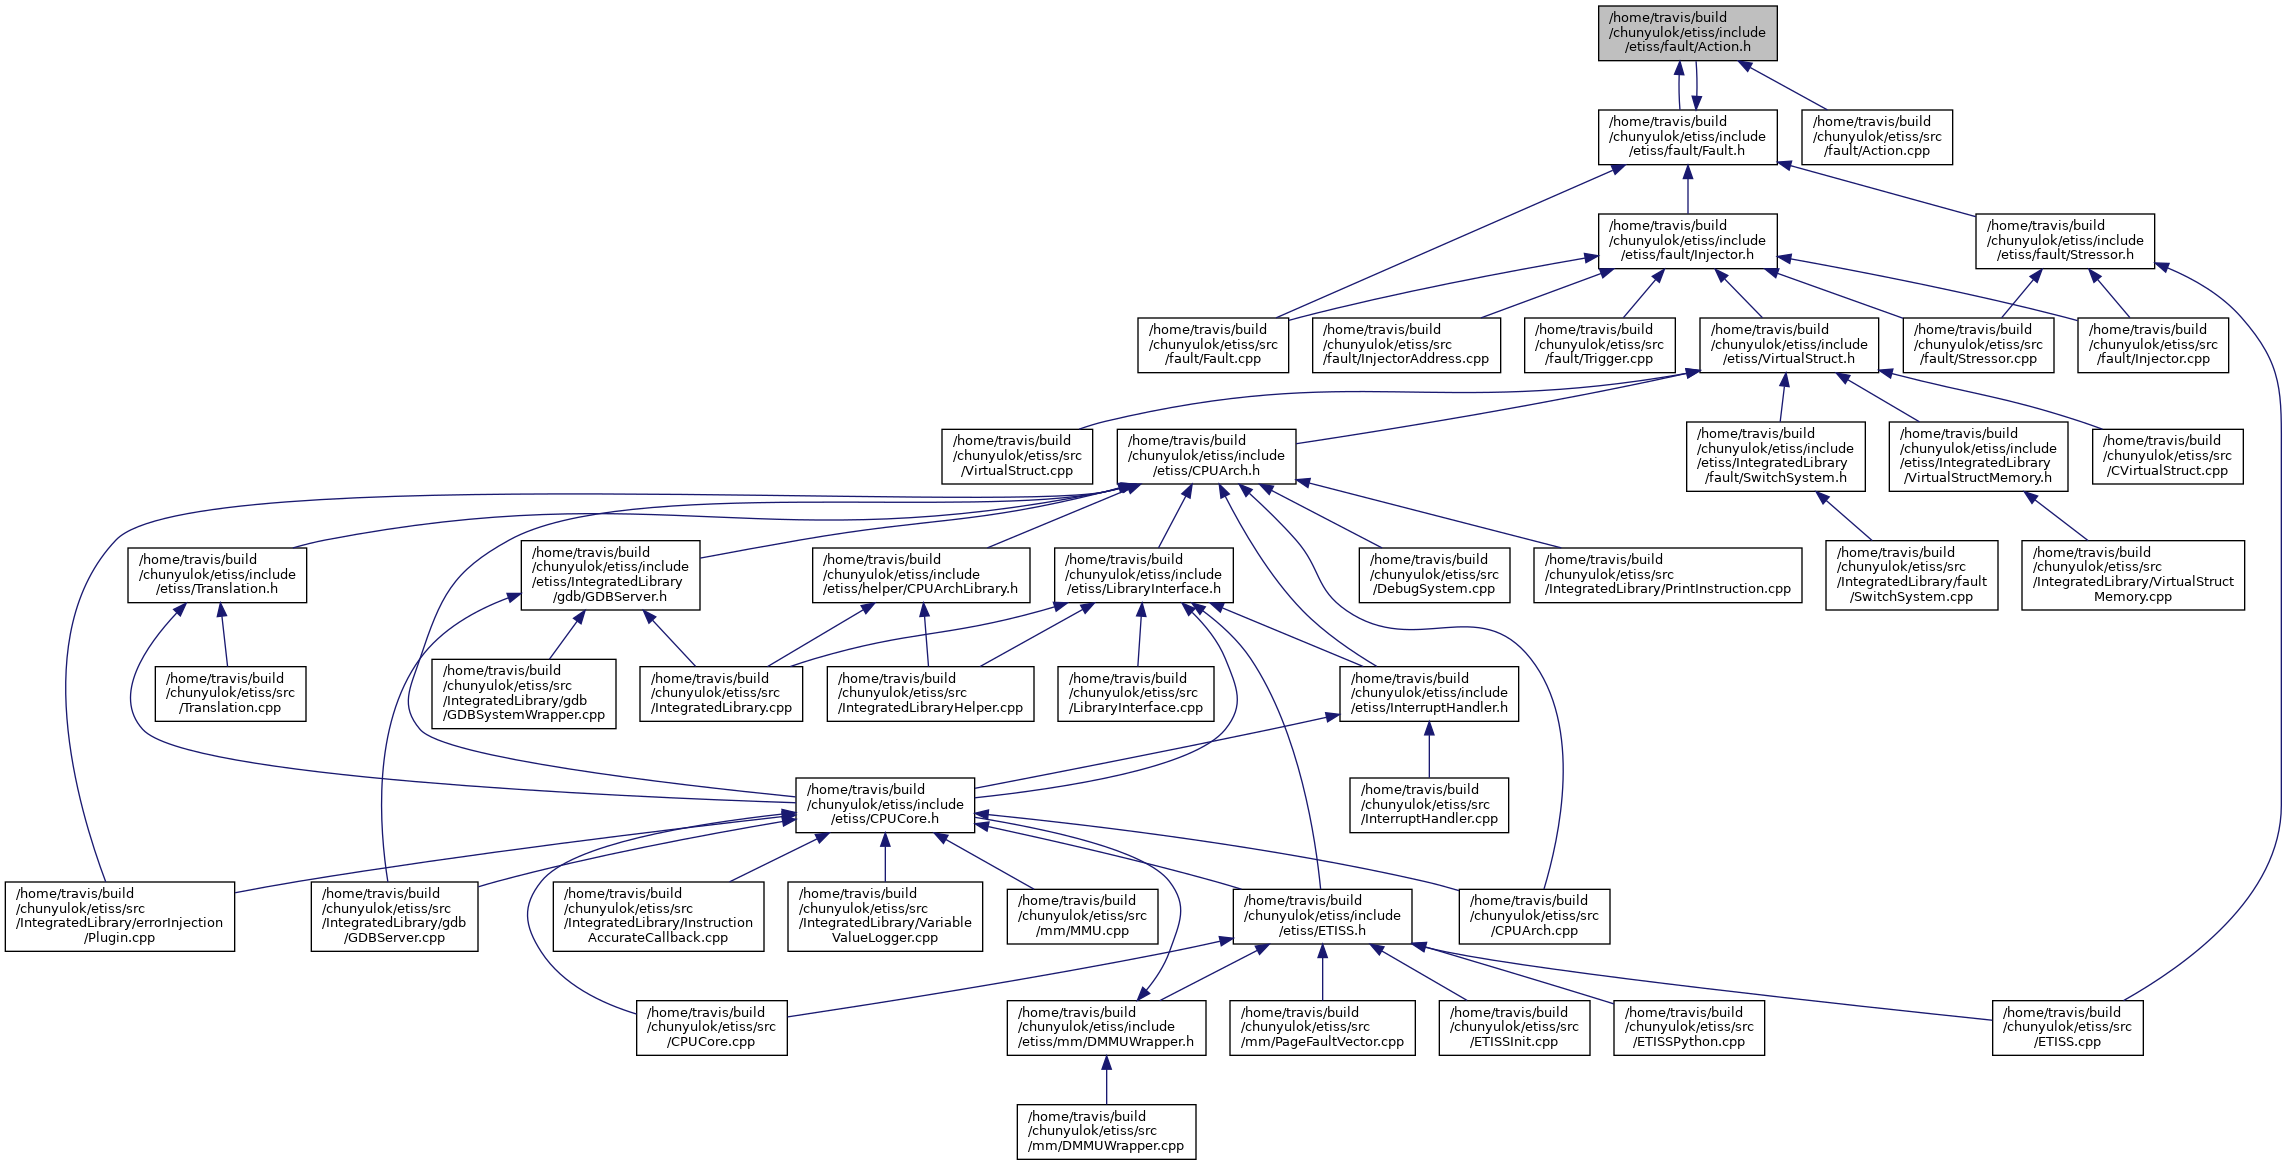 /home/travis/build
/chunyulok/etiss/include
/etiss/fault/Action.h
/home/travis/build
/chunyulok/etiss/include
/etiss/fault/Fault.h
/home/travis/build
/chunyulok/etiss/src
/fault/Action.cpp
/home/travis/build
/chunyulok/etiss/include
/etiss/fault/Injector.h
/home/travis/build
/chunyulok/etiss/include
/etiss/fault/Stressor.h
/home/travis/build
/chunyulok/etiss/src
/fault/Fault.cpp
/home/travis/build
/chunyulok/etiss/src
/fault/InjectorAddress.cpp
/home/travis/build
/chunyulok/etiss/src
/fault/Trigger.cpp
/home/travis/build
/chunyulok/etiss/include
/etiss/VirtualStruct.h
/home/travis/build
/chunyulok/etiss/src
/fault/Stressor.cpp
/home/travis/build
/chunyulok/etiss/src
/fault/Injector.cpp
/home/travis/build
/chunyulok/etiss/src
/VirtualStruct.cpp
/home/travis/build
/chunyulok/etiss/include
/etiss/CPUArch.h
/home/travis/build
/chunyulok/etiss/include
/etiss/IntegratedLibrary
/fault/SwitchSystem.h
/home/travis/build
/chunyulok/etiss/include
/etiss/IntegratedLibrary
/VirtualStructMemory.h
/home/travis/build
/chunyulok/etiss/src
/CVirtualStruct.cpp
/home/travis/build
/chunyulok/etiss/include
/etiss/Translation.h
/home/travis/build
/chunyulok/etiss/include
/etiss/IntegratedLibrary
/gdb/GDBServer.h
/home/travis/build
/chunyulok/etiss/include
/etiss/helper/CPUArchLibrary.h
/home/travis/build
/chunyulok/etiss/include
/etiss/LibraryInterface.h
/home/travis/build
/chunyulok/etiss/src
/DebugSystem.cpp
/home/travis/build
/chunyulok/etiss/src
/IntegratedLibrary/PrintInstruction.cpp
/home/travis/build
/chunyulok/etiss/src
/IntegratedLibrary/fault
/SwitchSystem.cpp
/home/travis/build
/chunyulok/etiss/src
/IntegratedLibrary/VirtualStruct
Memory.cpp
/home/travis/build
/chunyulok/etiss/src
/Translation.cpp
/home/travis/build
/chunyulok/etiss/src
/IntegratedLibrary/gdb
/GDBSystemWrapper.cpp
/home/travis/build
/chunyulok/etiss/src
/IntegratedLibrary.cpp
/home/travis/build
/chunyulok/etiss/src
/IntegratedLibraryHelper.cpp
/home/travis/build
/chunyulok/etiss/src
/LibraryInterface.cpp
/home/travis/build
/chunyulok/etiss/include
/etiss/InterruptHandler.h
/home/travis/build
/chunyulok/etiss/include
/etiss/CPUCore.h
/home/travis/build
/chunyulok/etiss/src
/InterruptHandler.cpp
/home/travis/build
/chunyulok/etiss/src
/IntegratedLibrary/errorInjection
/Plugin.cpp
/home/travis/build
/chunyulok/etiss/src
/IntegratedLibrary/gdb
/GDBServer.cpp
/home/travis/build
/chunyulok/etiss/src
/IntegratedLibrary/Instruction
AccurateCallback.cpp
/home/travis/build
/chunyulok/etiss/src
/IntegratedLibrary/Variable
ValueLogger.cpp
/home/travis/build
/chunyulok/etiss/src
/mm/MMU.cpp
/home/travis/build
/chunyulok/etiss/include
/etiss/ETISS.h
/home/travis/build
/chunyulok/etiss/src
/CPUArch.cpp
/home/travis/build
/chunyulok/etiss/src
/CPUCore.cpp
/home/travis/build
/chunyulok/etiss/include
/etiss/mm/DMMUWrapper.h
/home/travis/build
/chunyulok/etiss/src
/mm/PageFaultVector.cpp
/home/travis/build
/chunyulok/etiss/src
/ETISSInit.cpp
/home/travis/build
/chunyulok/etiss/src
/ETISSPython.cpp
/home/travis/build
/chunyulok/etiss/src
/ETISS.cpp
/home/travis/build
/chunyulok/etiss/src
/mm/DMMUWrapper.cpp